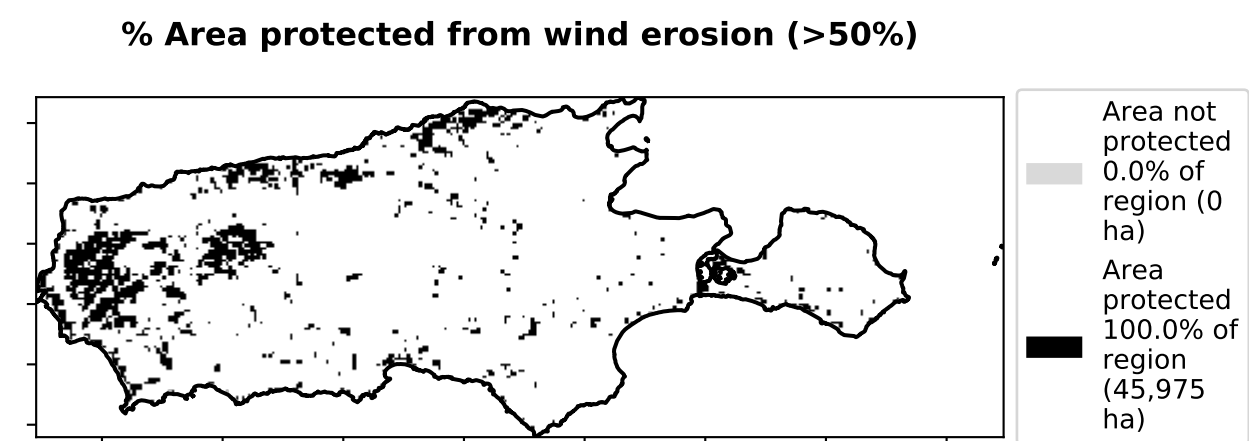 % Area protected from wind erosion (>50%)
Area not
protected
0.0% of
region (0
ha)
Area
protected
100.0% of
region
(45,975
ha)